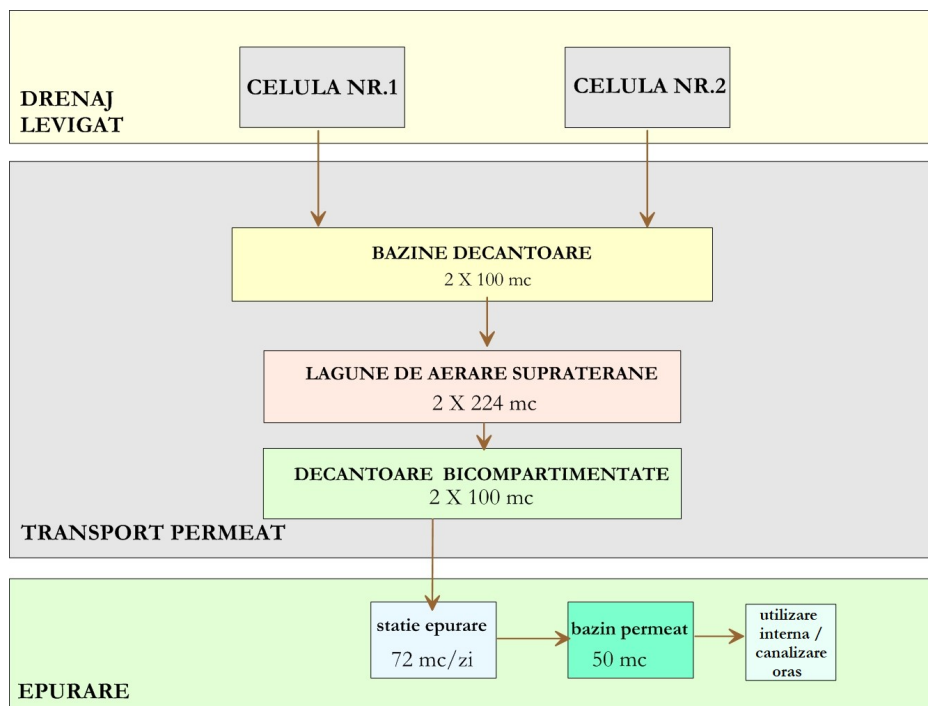 CELULA NR.1
CELULA NR.2
DRENAJ
LEVIGAT
BAZINE DECANTOARE
2 X 100 mc
LAGUNE DE AERARE SUPRATERANE
2 X 224 mc
DECANTOARE BICOMPARTIMENTATE
2 X 100 mc
TRANSPORT PERMEAT
statie epurare
72 mc/zi
bazin permeat
50 mc
utilizare
interna /
canalizare
oras
EPURARE